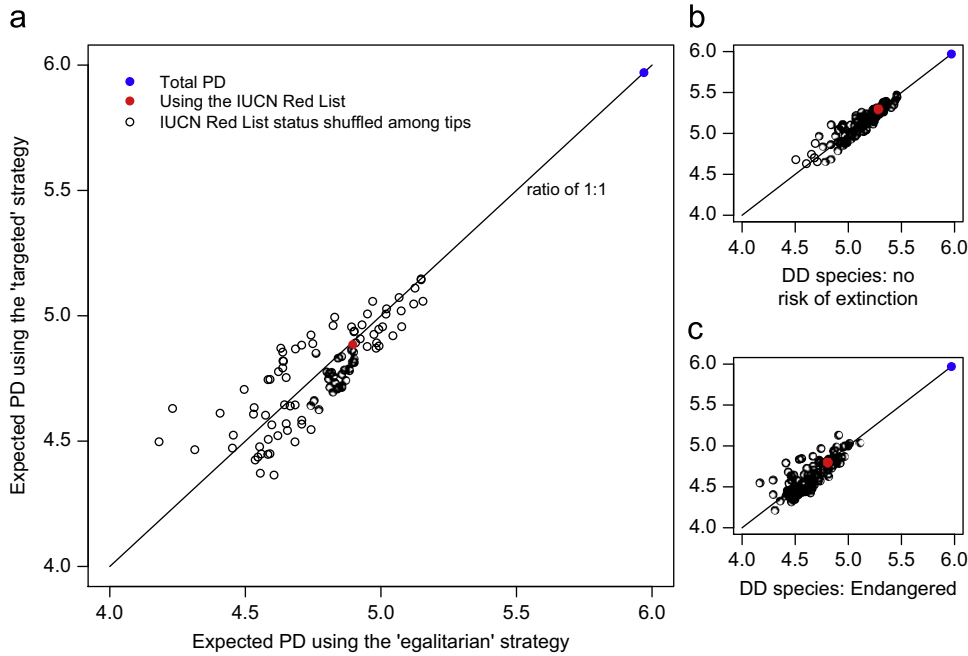 a
Expected PD using the 'targeted' strategy
6.0
5.5
5.0
4.5
4.0
Total PD
Using the IUCN Red List
IUCN Red List status shuffled among tips
ratio of 1:1
4.0 4.5 5.0 5.5 6.0
Expected PD using the 'egalitarian' strategy
b
6.0
5.5
5.0
4.5
4.0
4.0 4.5 5.0 5.5 6.0
DD species: no
risk of extinction
c
6.0
5.5
5.0
4.5
4.0
4.0 4.5 5.0 5.5 6.0
DD species: Endangered